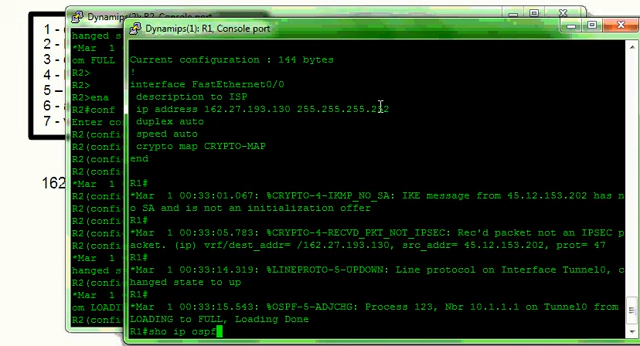 Dynamips(1): R2, Console port
Dynamips(1): R1, Console port
Current configuration : 144 bytes
!
interface FastEthernet0/0
description to ISP
ip address 162.27.193.130 255.255.255.252
duplex auto
speed auto
crypto map CRYPTO-MAP
end
R1#
*Mar 1 00:33:01.067: %CRYPTO-4-IKMP_NO_SA: IKE message from 45.12.153.202 has n
o SA and is not an initialization offer
R1#
*Mar 1 00:33:05.783: %CRYPTO-4-RECVD_PKT_NOT_IPSEC: Rec'd packet not an IPSEC p
acket. (ip) vrf/dest_addr= /162.27.193.130, src_addr= 45.12.153.202, prot= 47
R1#
*Mar 1 00:33:14.319: %LINEPROTO-5-UPDOWN: Line protocol on Interface Tunnel0, c
hanged state to up
R1#
*Mar 1 00:33:15.543: %OSPF-5-ADJCHG: Process 123, Nbr 10.1.1.1 on Tunnel0 from
LOADING to FULL, Loading Done
R1#sho ip ospf
hanged s
*Mar 1
om FULL
R2>
R2>
R2>ena
R2#conf
Enter co
R2(confi
R2(confi
R2(confi
R2(confi
*Mar 1
R2(confi
R2(confi
R2(confi
R2(confi
*Mar 1
hanged s
R2(confi
*Mar 1
om LOADI
R2(confi
1 -
2 -
3 -
4 -
5 –
6 -
7 -
162